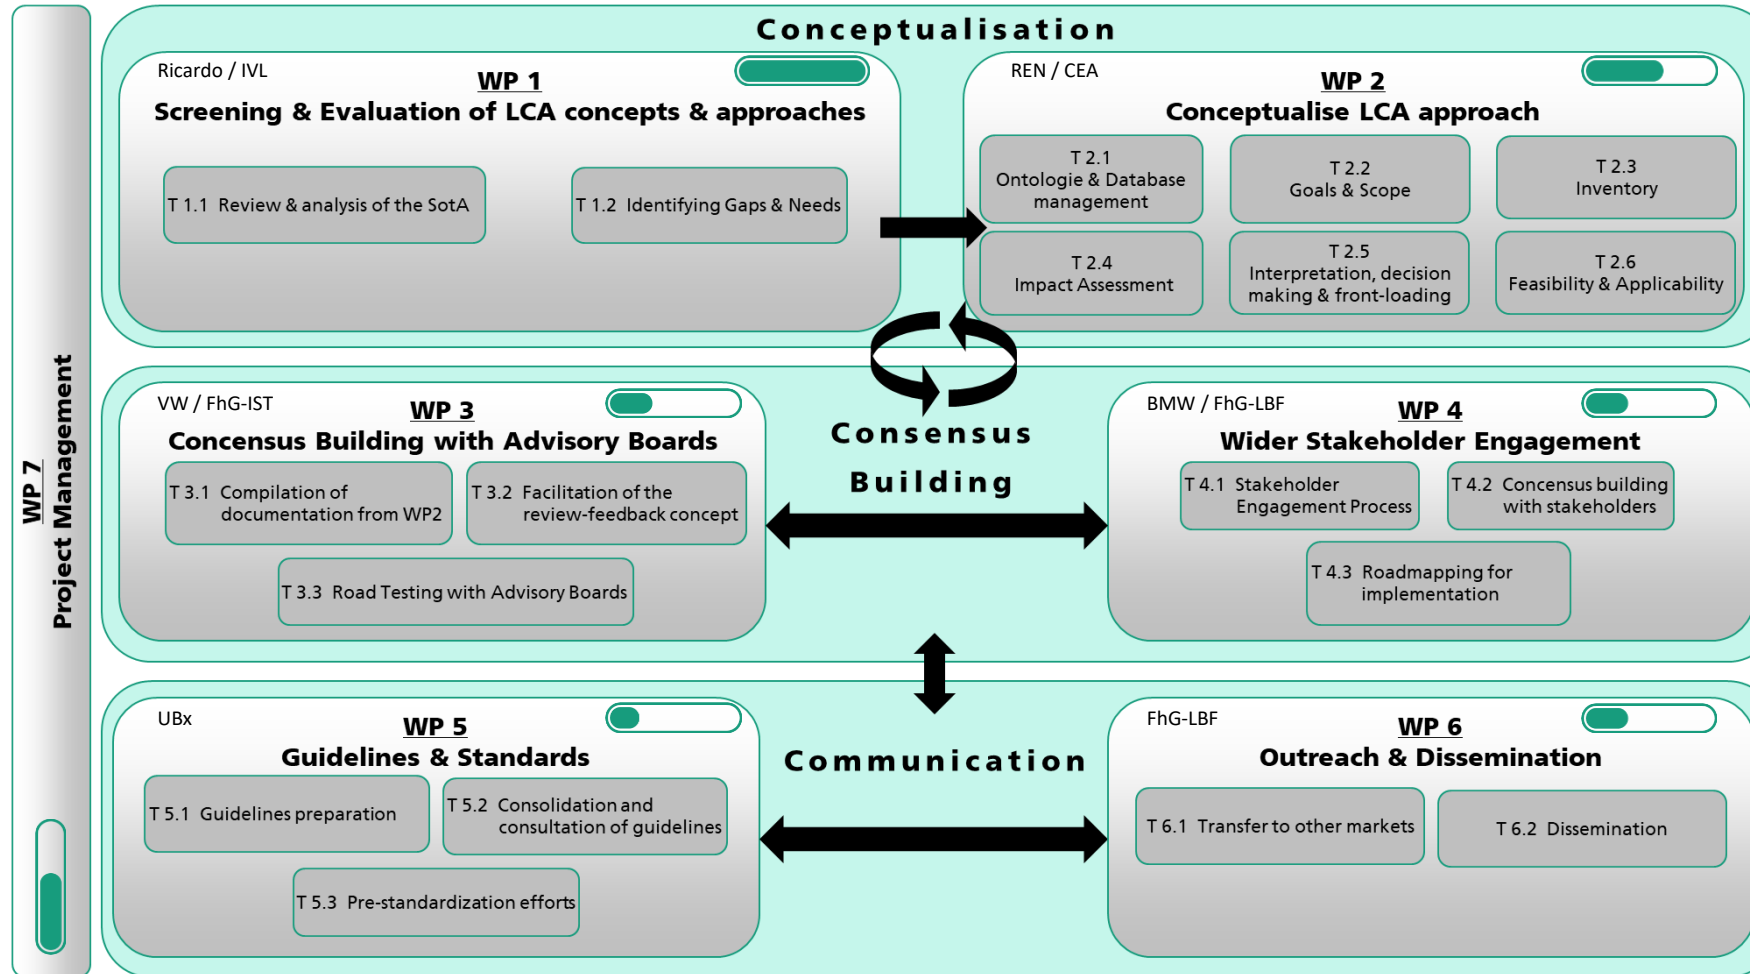 WP 7
Project Management
Conceptualisation
Ricardo / IVL
WP 1
Screening & Evaluation of LCA concepts & approaches
T 1.1 Review & analysis of the SotA
T 1.2 Identifying Gaps & Needs
REN / CEA
WP 2
Conceptualise LCA approach
T 2.1
Ontologie & Database
management
T 2.2
Goals & Scope
T 2.3
Inventory
T 2.4
Impact Assessment
T 2.5
Interpretation, decision
making & front-loading
T 2.6
Feasibility & Applicability
Consensus
Building
VW / FhG-IST
WP 3
Concensus Building with Advisory Boards
T 3.1 Compilation of
documentation from WP2
T 3.2 Facilitation of the
review-feedback concept
T 3.3 Road Testing with Advisory Boards
BMW / FhG-LBF
WP 4
Wider Stakeholder Engagement
T 4.1 Stakeholder
Engagement Process
T 4.2 Concensus building
with stakeholders
T 4.3 Roadmapping for
implementation
Communication
UBx
WP 5
Guidelines & Standards
T 5.1 Guidelines preparation
T 5.2 Consolidation and
consultation of guidelines
T 5.3 Pre-standardization efforts
FhG-LBF
WP 6
Outreach & Dissemination
T 6.1 Transfer to other markets
T 6.2 Dissemination